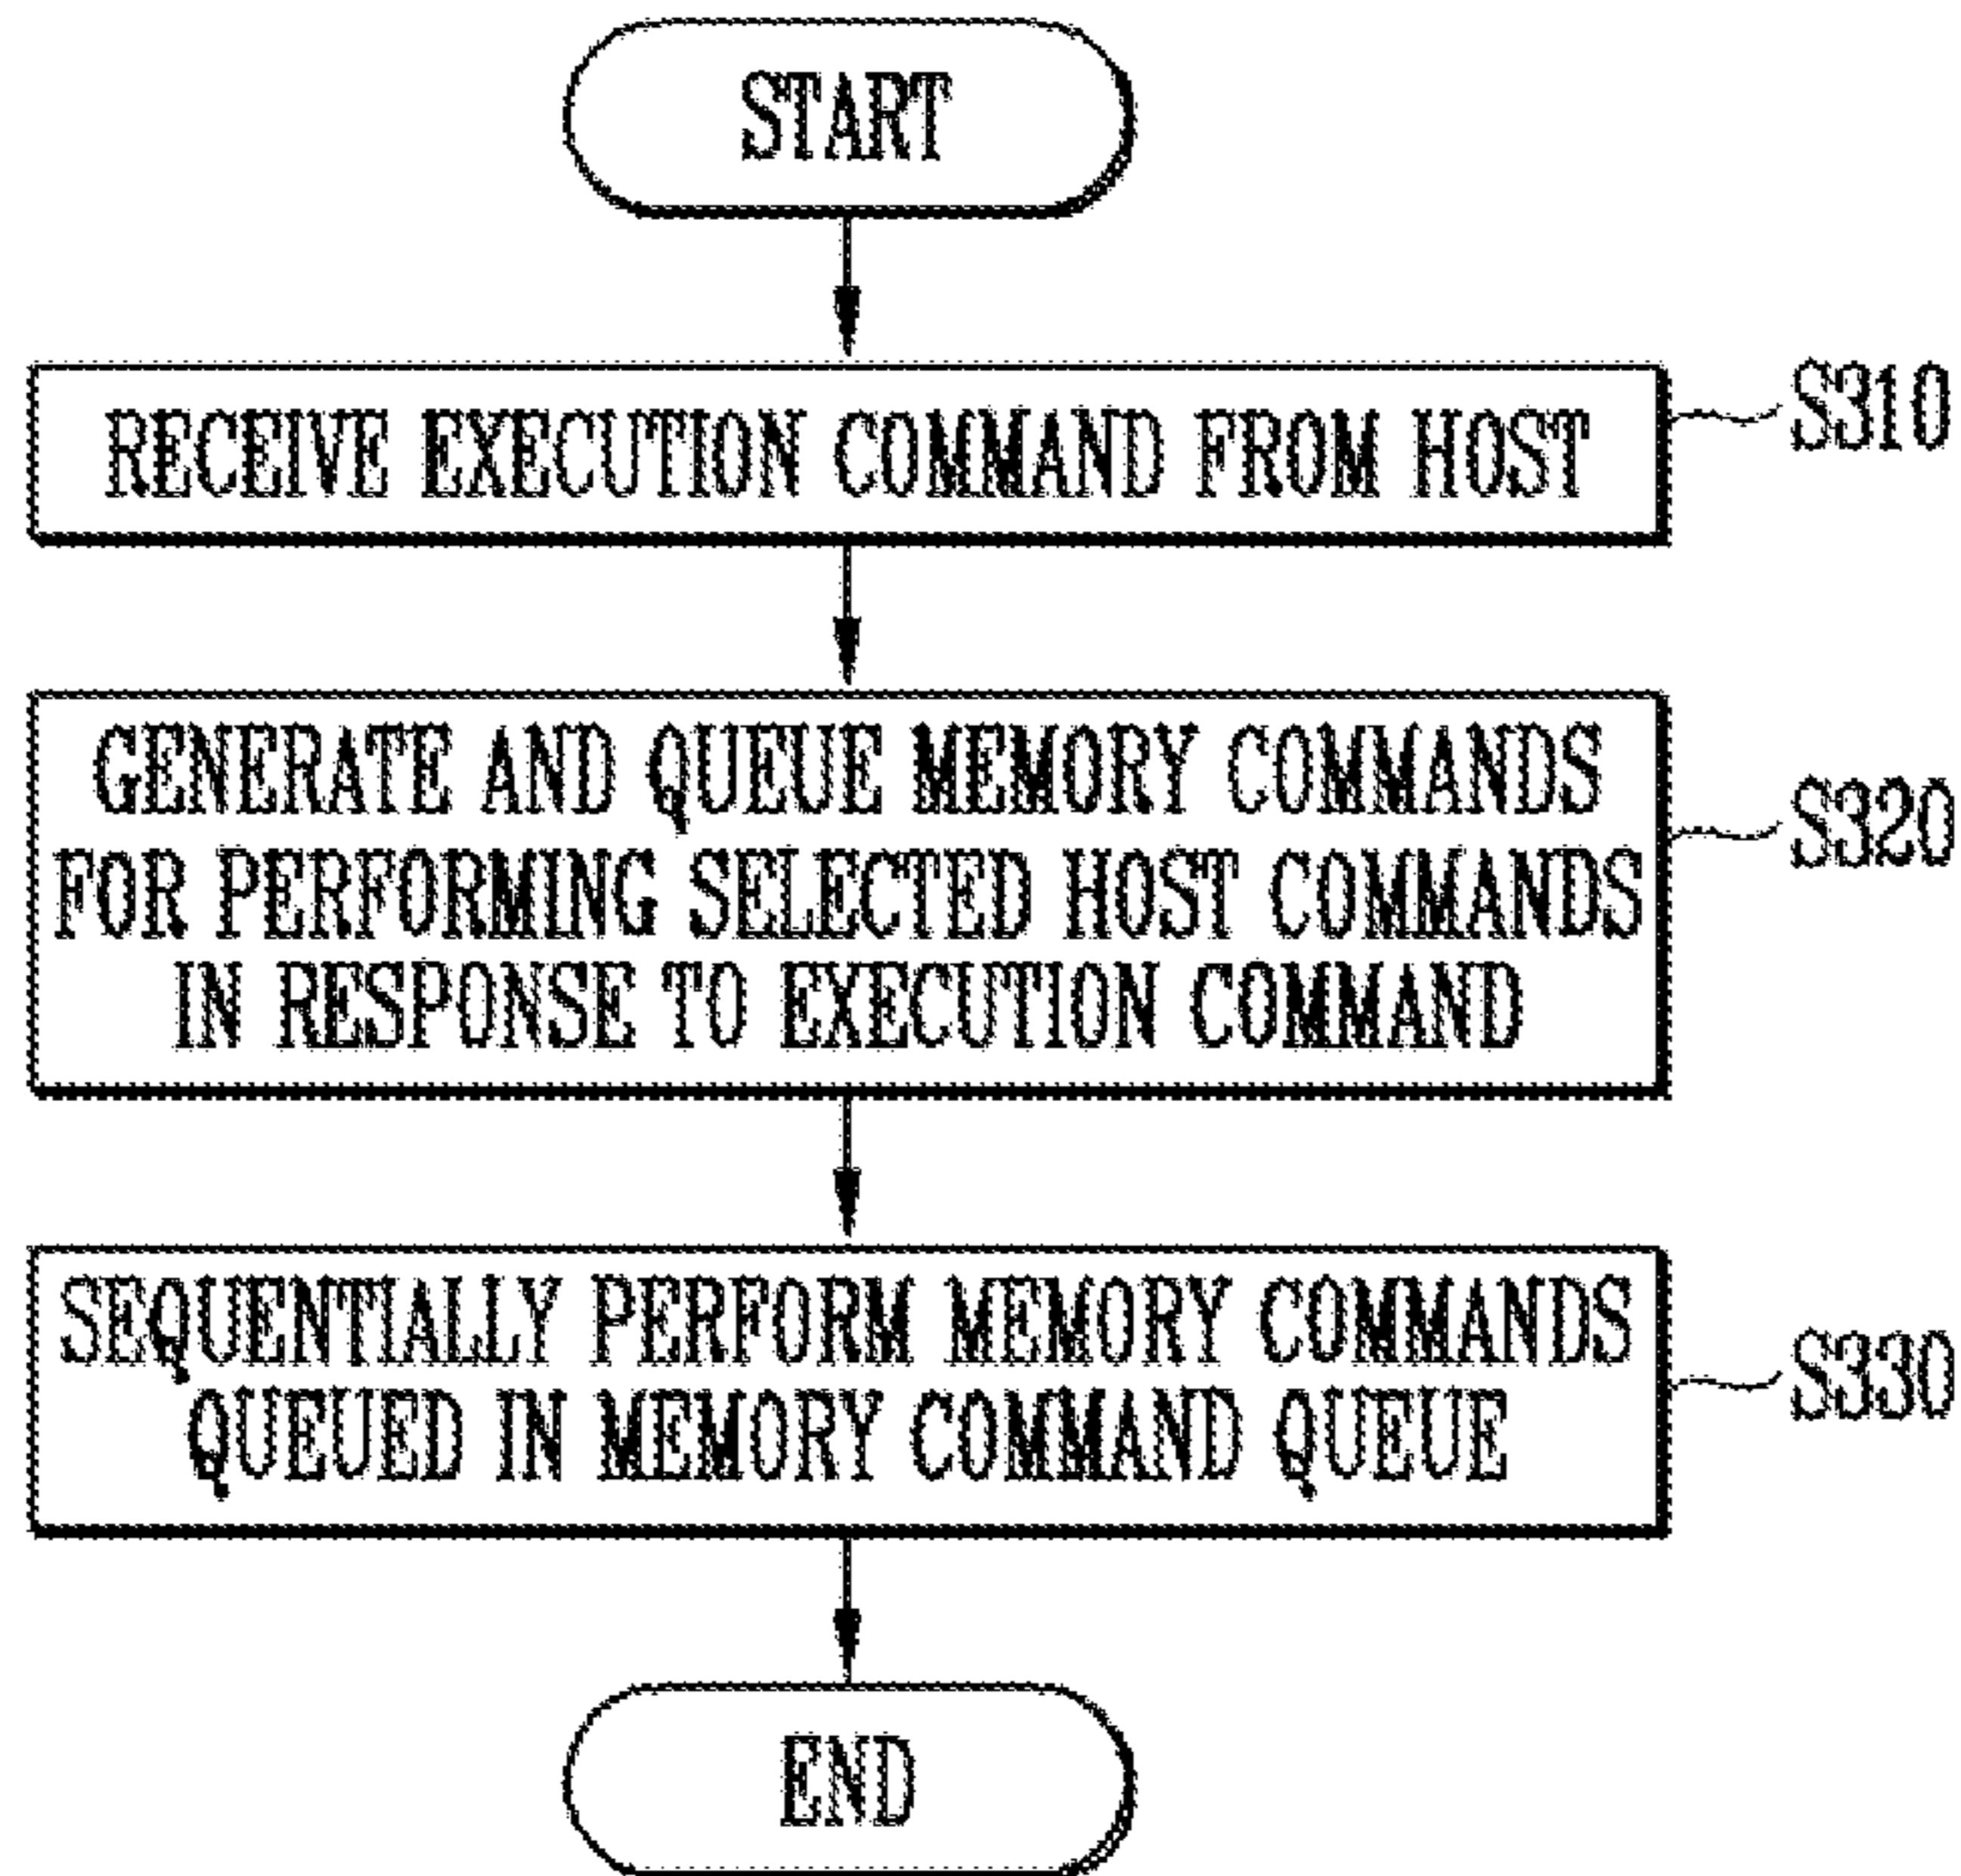 START
RECEIVE EXECUTION COMMAND FROM HOST
S310
GENERATE AND QUEUE MEMORY COMMANDS
FOR PERFORMING SELECTED HOST COMMANDS
IN RESPONSE TO EXECUTION COMMAND
S320
SEQUENTIALLY PERFORM MEMORY COMMANDS
QUEUED IN MEMORY COMMAND QUEUE
S330
END